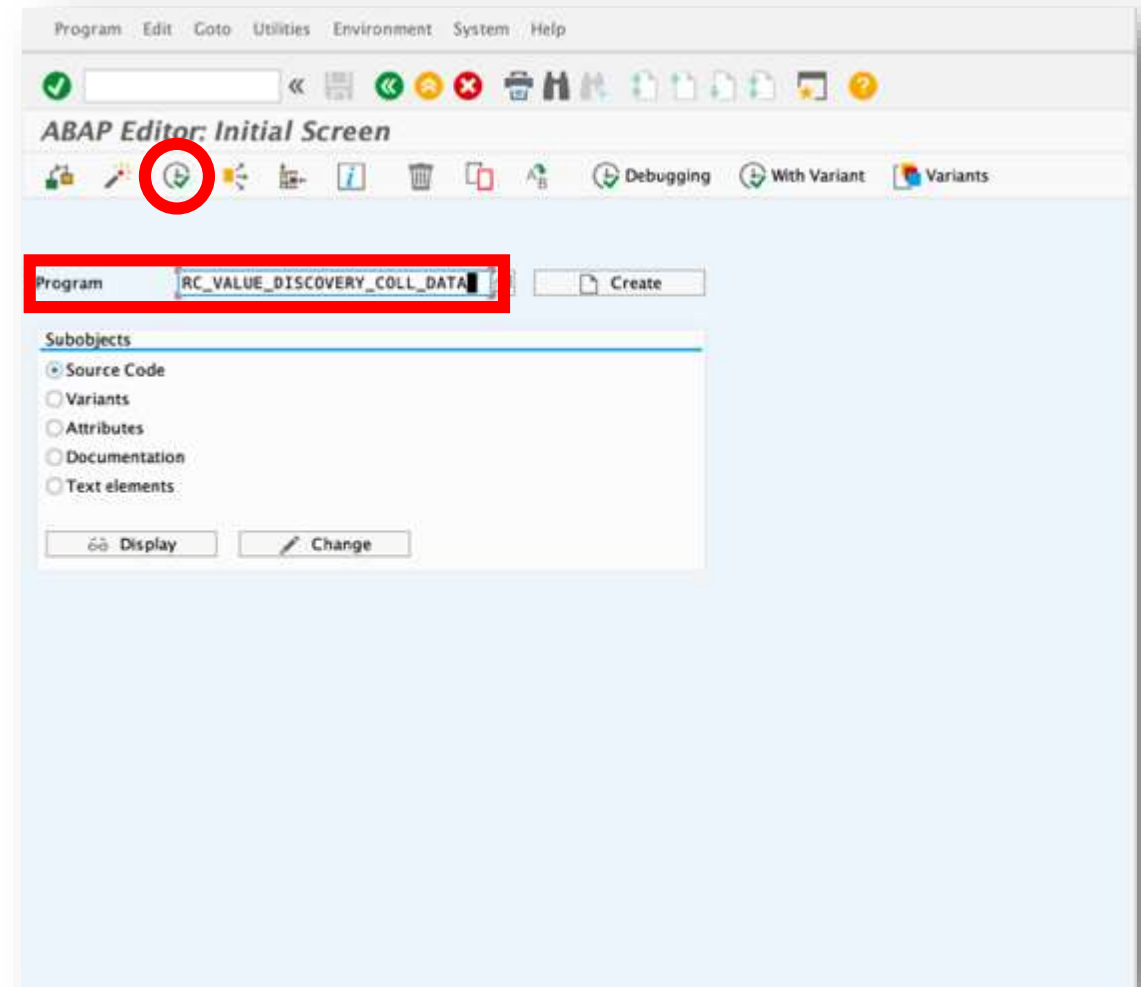 Program Edit Goto Utilities Environment System Help
ABAP Editor: Initial Screen
Debugging With Variant Variants
Program RC_VALUE_DISCOVERY_COLL_DATA Create
Subobjects
Source Code
Variants
Attributes
Documentation
Text elements
Display Change